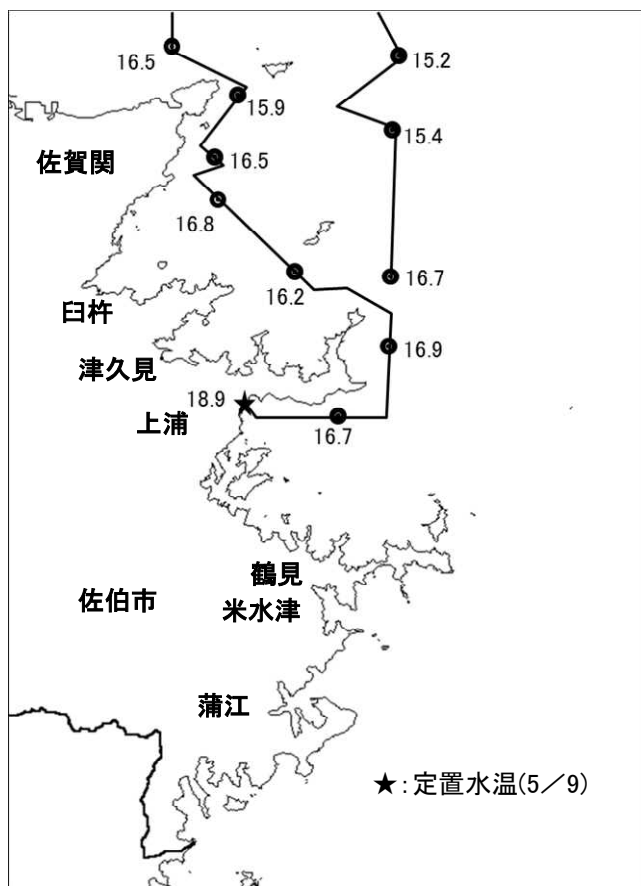 16.5
15.2
15.9
15.4
佐賀関
16.5
16.8
16.2
16.7
臼杵
津久見
16.9
18.9
上浦
16.7
鶴見
佐伯市
米水津
蒲江
★:定置水温(5/9)